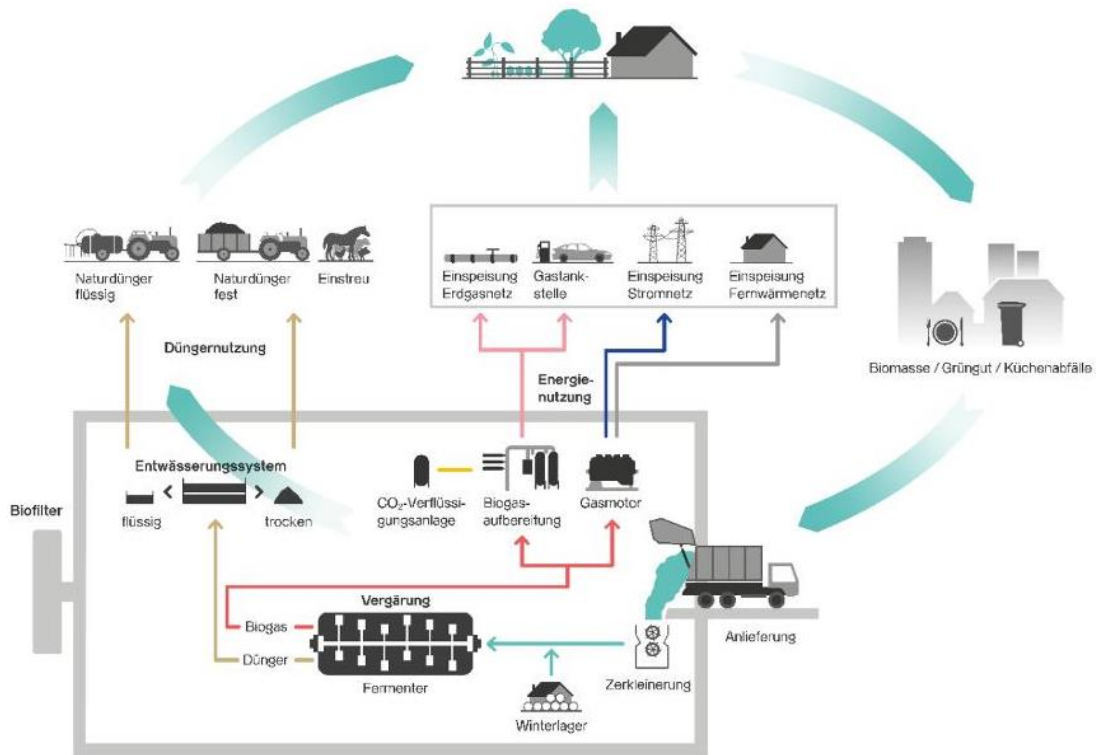 Naturdünger
flüssig
Naturdünger
fest
Einstreu
Einspeisung
Erdgasnetz
Gastank-
stelle
Einspeisung
Stromnetz
Einspeisung
Fernwärmenetz
Biomasse / Grüngut / Küchenabfälle
Düngernutzung
Energie-
nutzung
Entwässerungssystem
flüssig
trocken
CO₂-Verflüssi-
gungsanlage
Biogas-
aufbereitung
Gasmotor
Biofilter
Anlieferung
Vergärung
Biogas
Dünger
Fermenter
Zerkleinerung
Winterlager